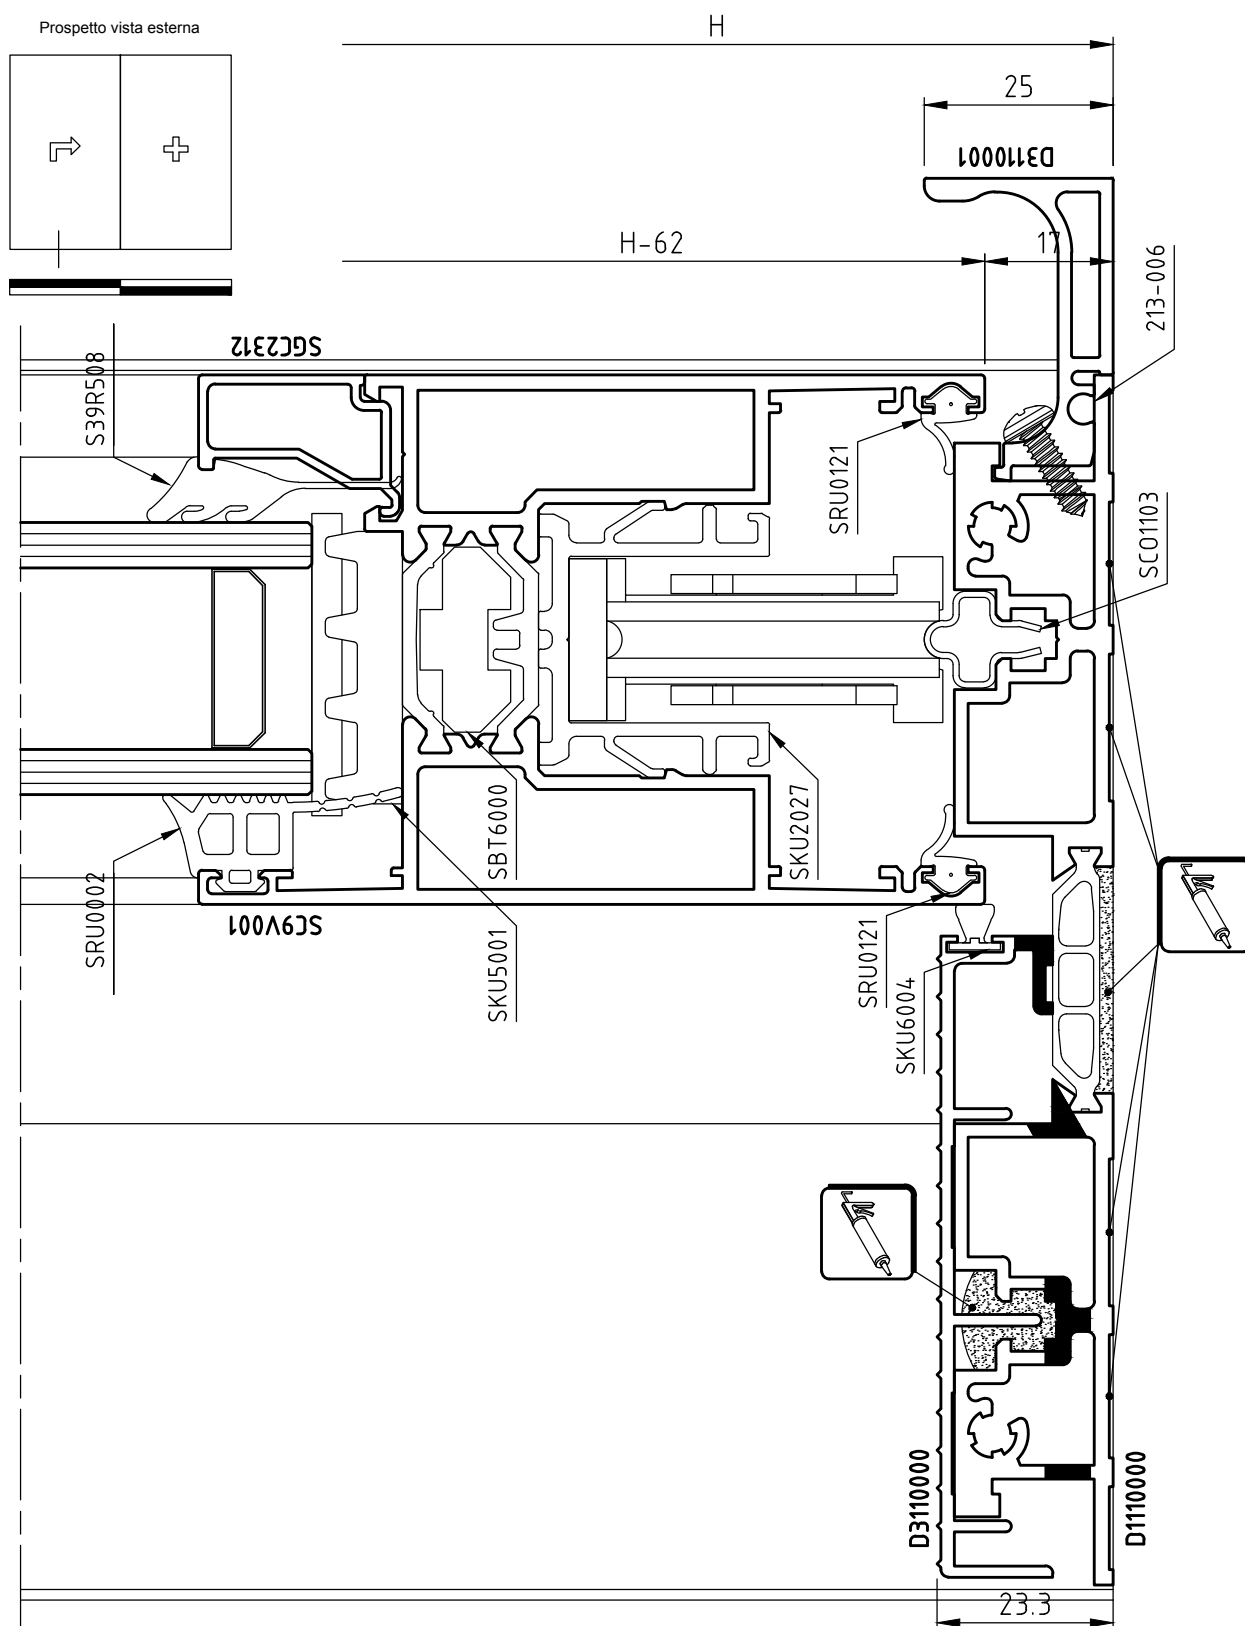 Prospetto vista esterna
H
25
D3110001
H-62
17
213-006
SGC2312
S39R508
SRU0121
SC01103
SRU0002
SC9V001
SKU5001
SBT6000
SKU2027
SRU0121
SKU6004
D3110000
D1110000
23.3